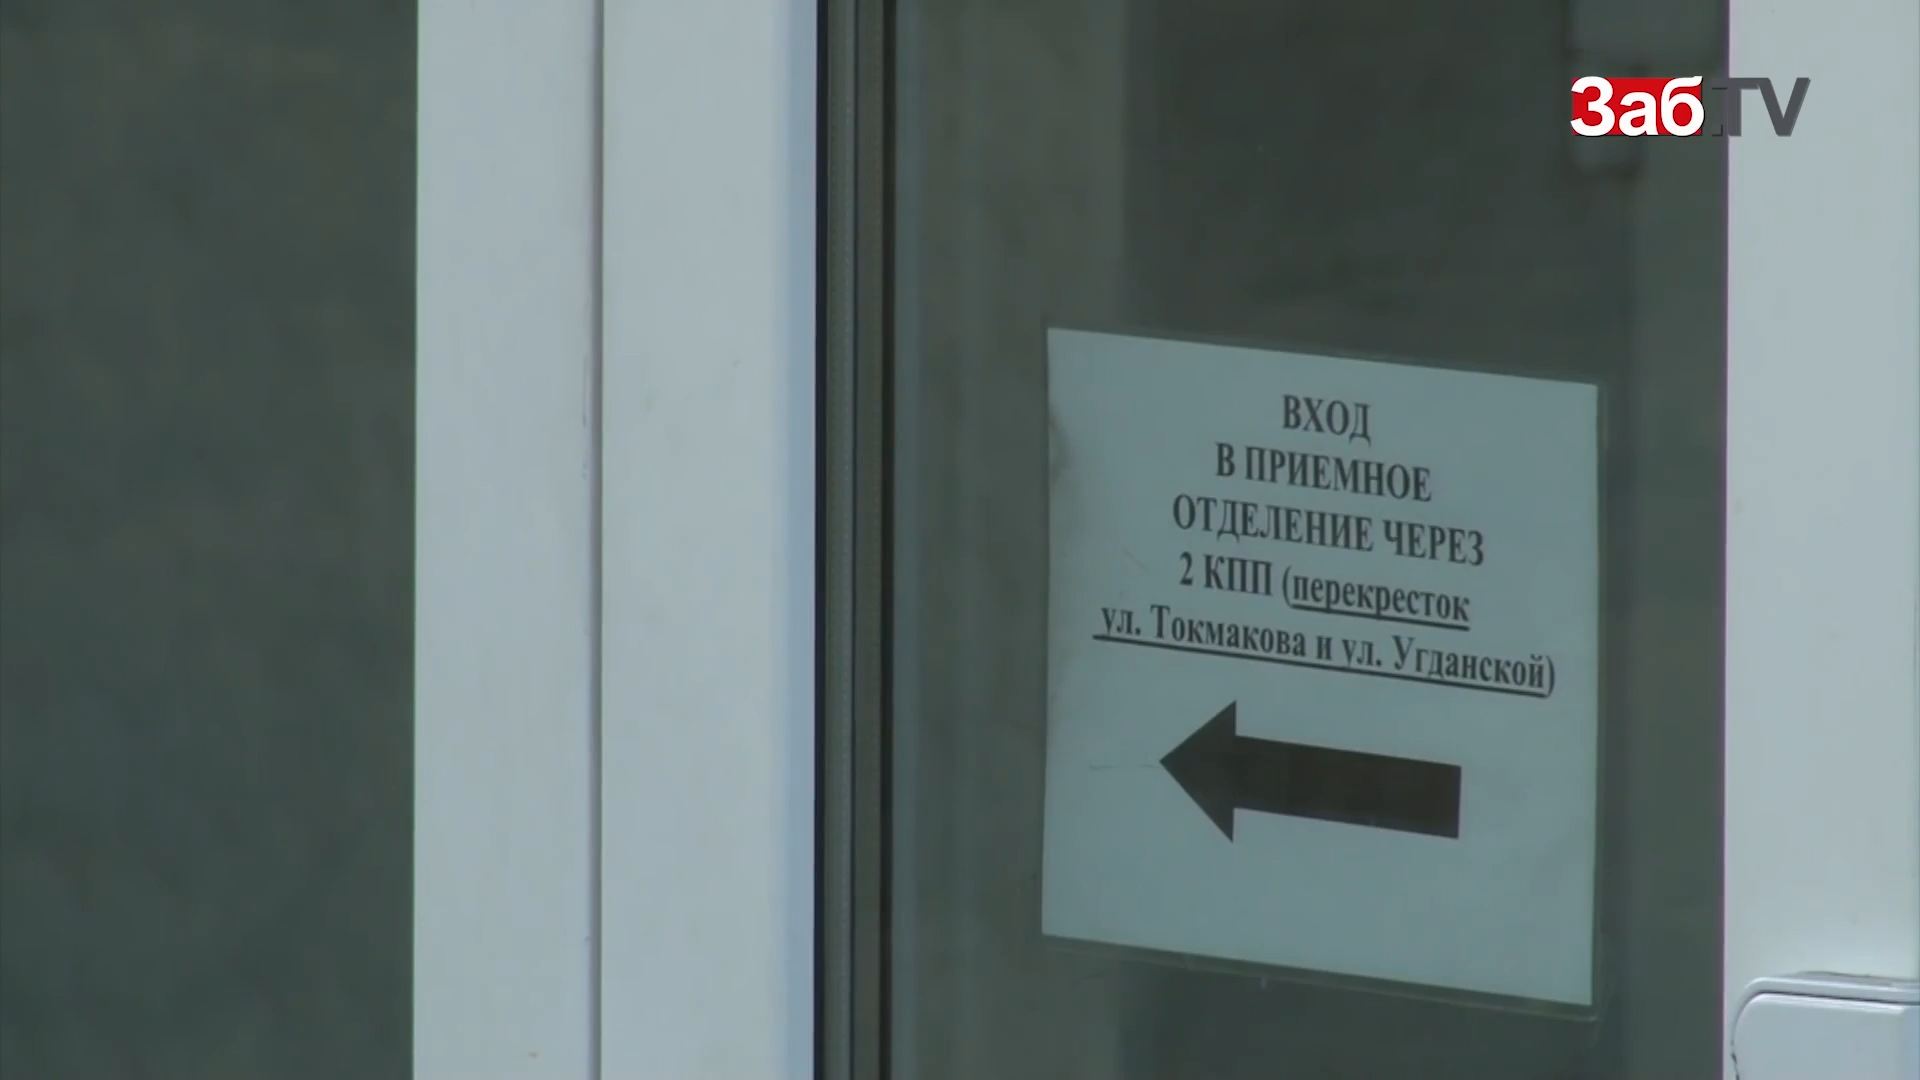 Заб.TV
ВХОД
В ПРИЕМНОЕ
ОТДЕЛЕНИЕ ЧЕРЕЗ
2 КПП (перекресток
ул. Токмакова и ул. Угданской)